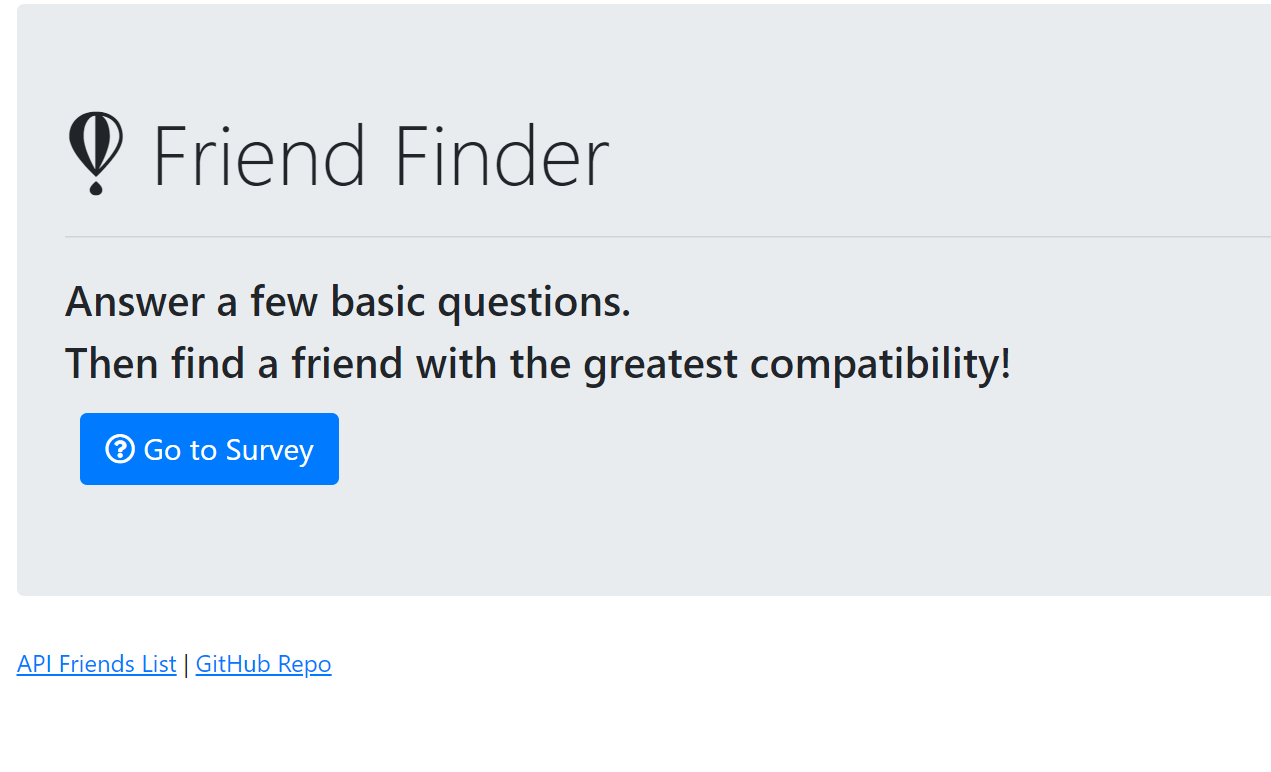 Friend Finder
Answer a few basic questions.
Then find a friend with the greatest compatibility!
Go to Survey
API Friends List | GitHub Repo